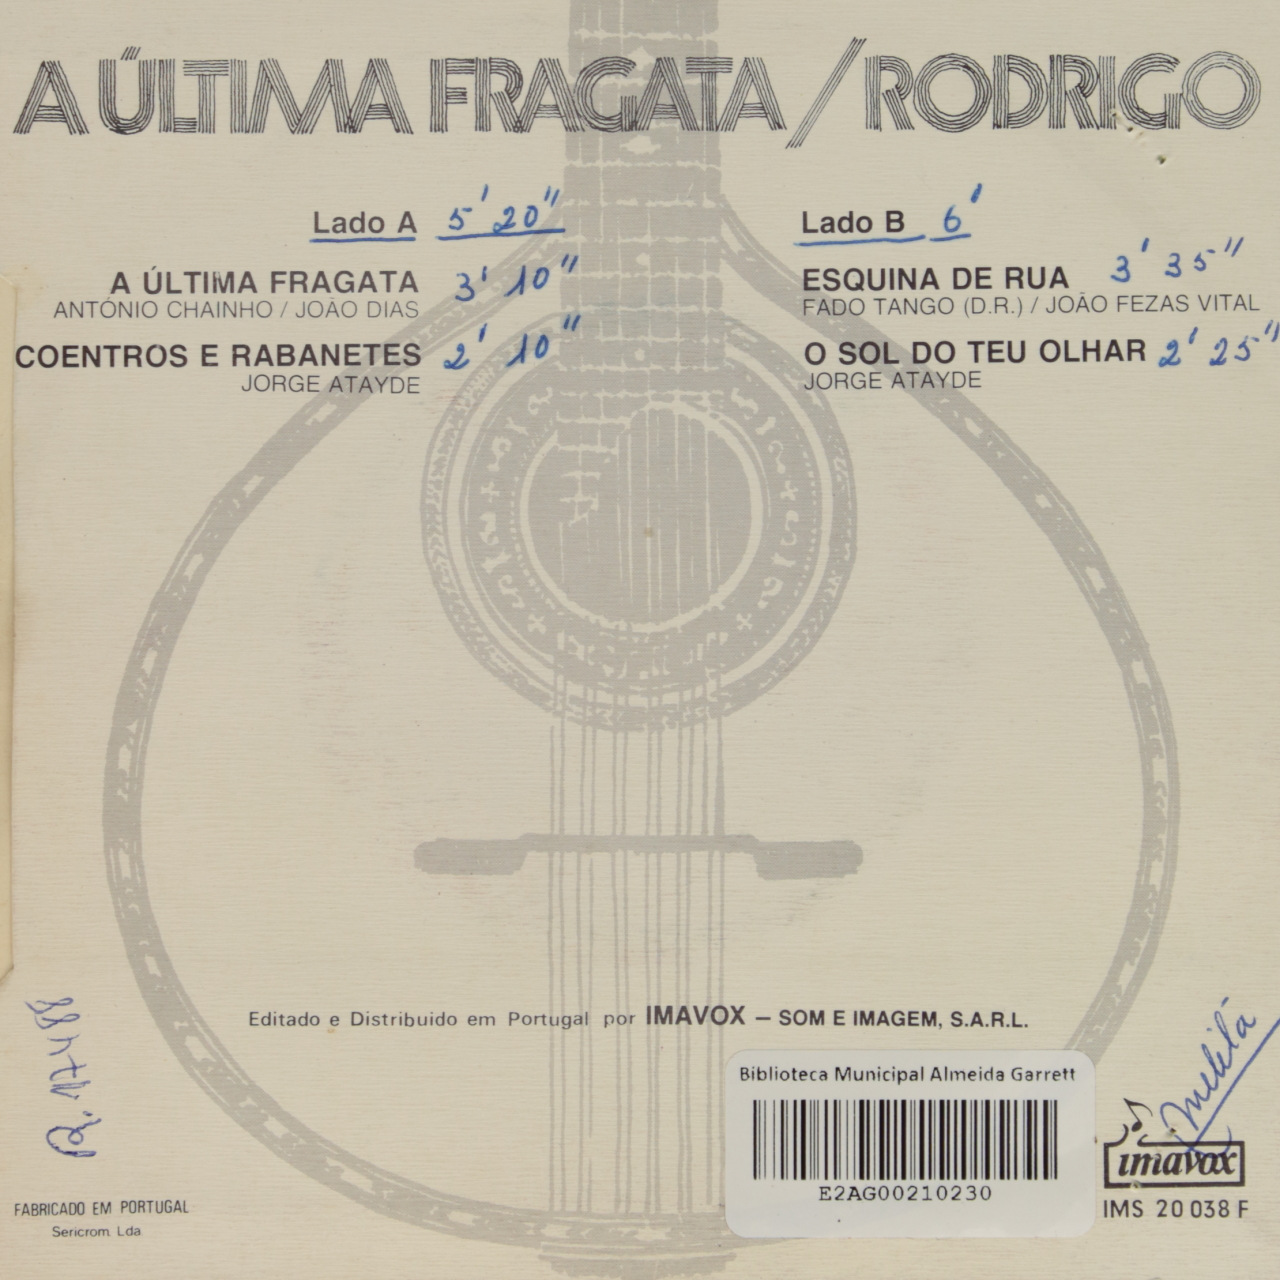 A ÚLTIMA FRAGATA / RODRIGO
Lado A 5' 20"
A ÚLTIMA FRAGATA 3' 10"
ANTÓNIO CHAINHO / JOÃO DIAS
COENTROS E RABANETES 2' 10"
JORGE ATAYDE
Lado B 6'
ESQUINA DE RUA 3' 35"
FADO TANGO (D.R.) / JOÃO FEZAS VITAL
O SOL DO TEU OLHAR 2' 25"
JORGE ATAYDE
Editado e Distribuido em Portugal por IMAVOX — SOM E IMAGEM, S.A.R.L.
Biblioteca Municipal Almeida Garrett
E2AG00210230
imavox
IMS 20 038 F
FABRICADO EM PORTUGAL
Sericrom Lda